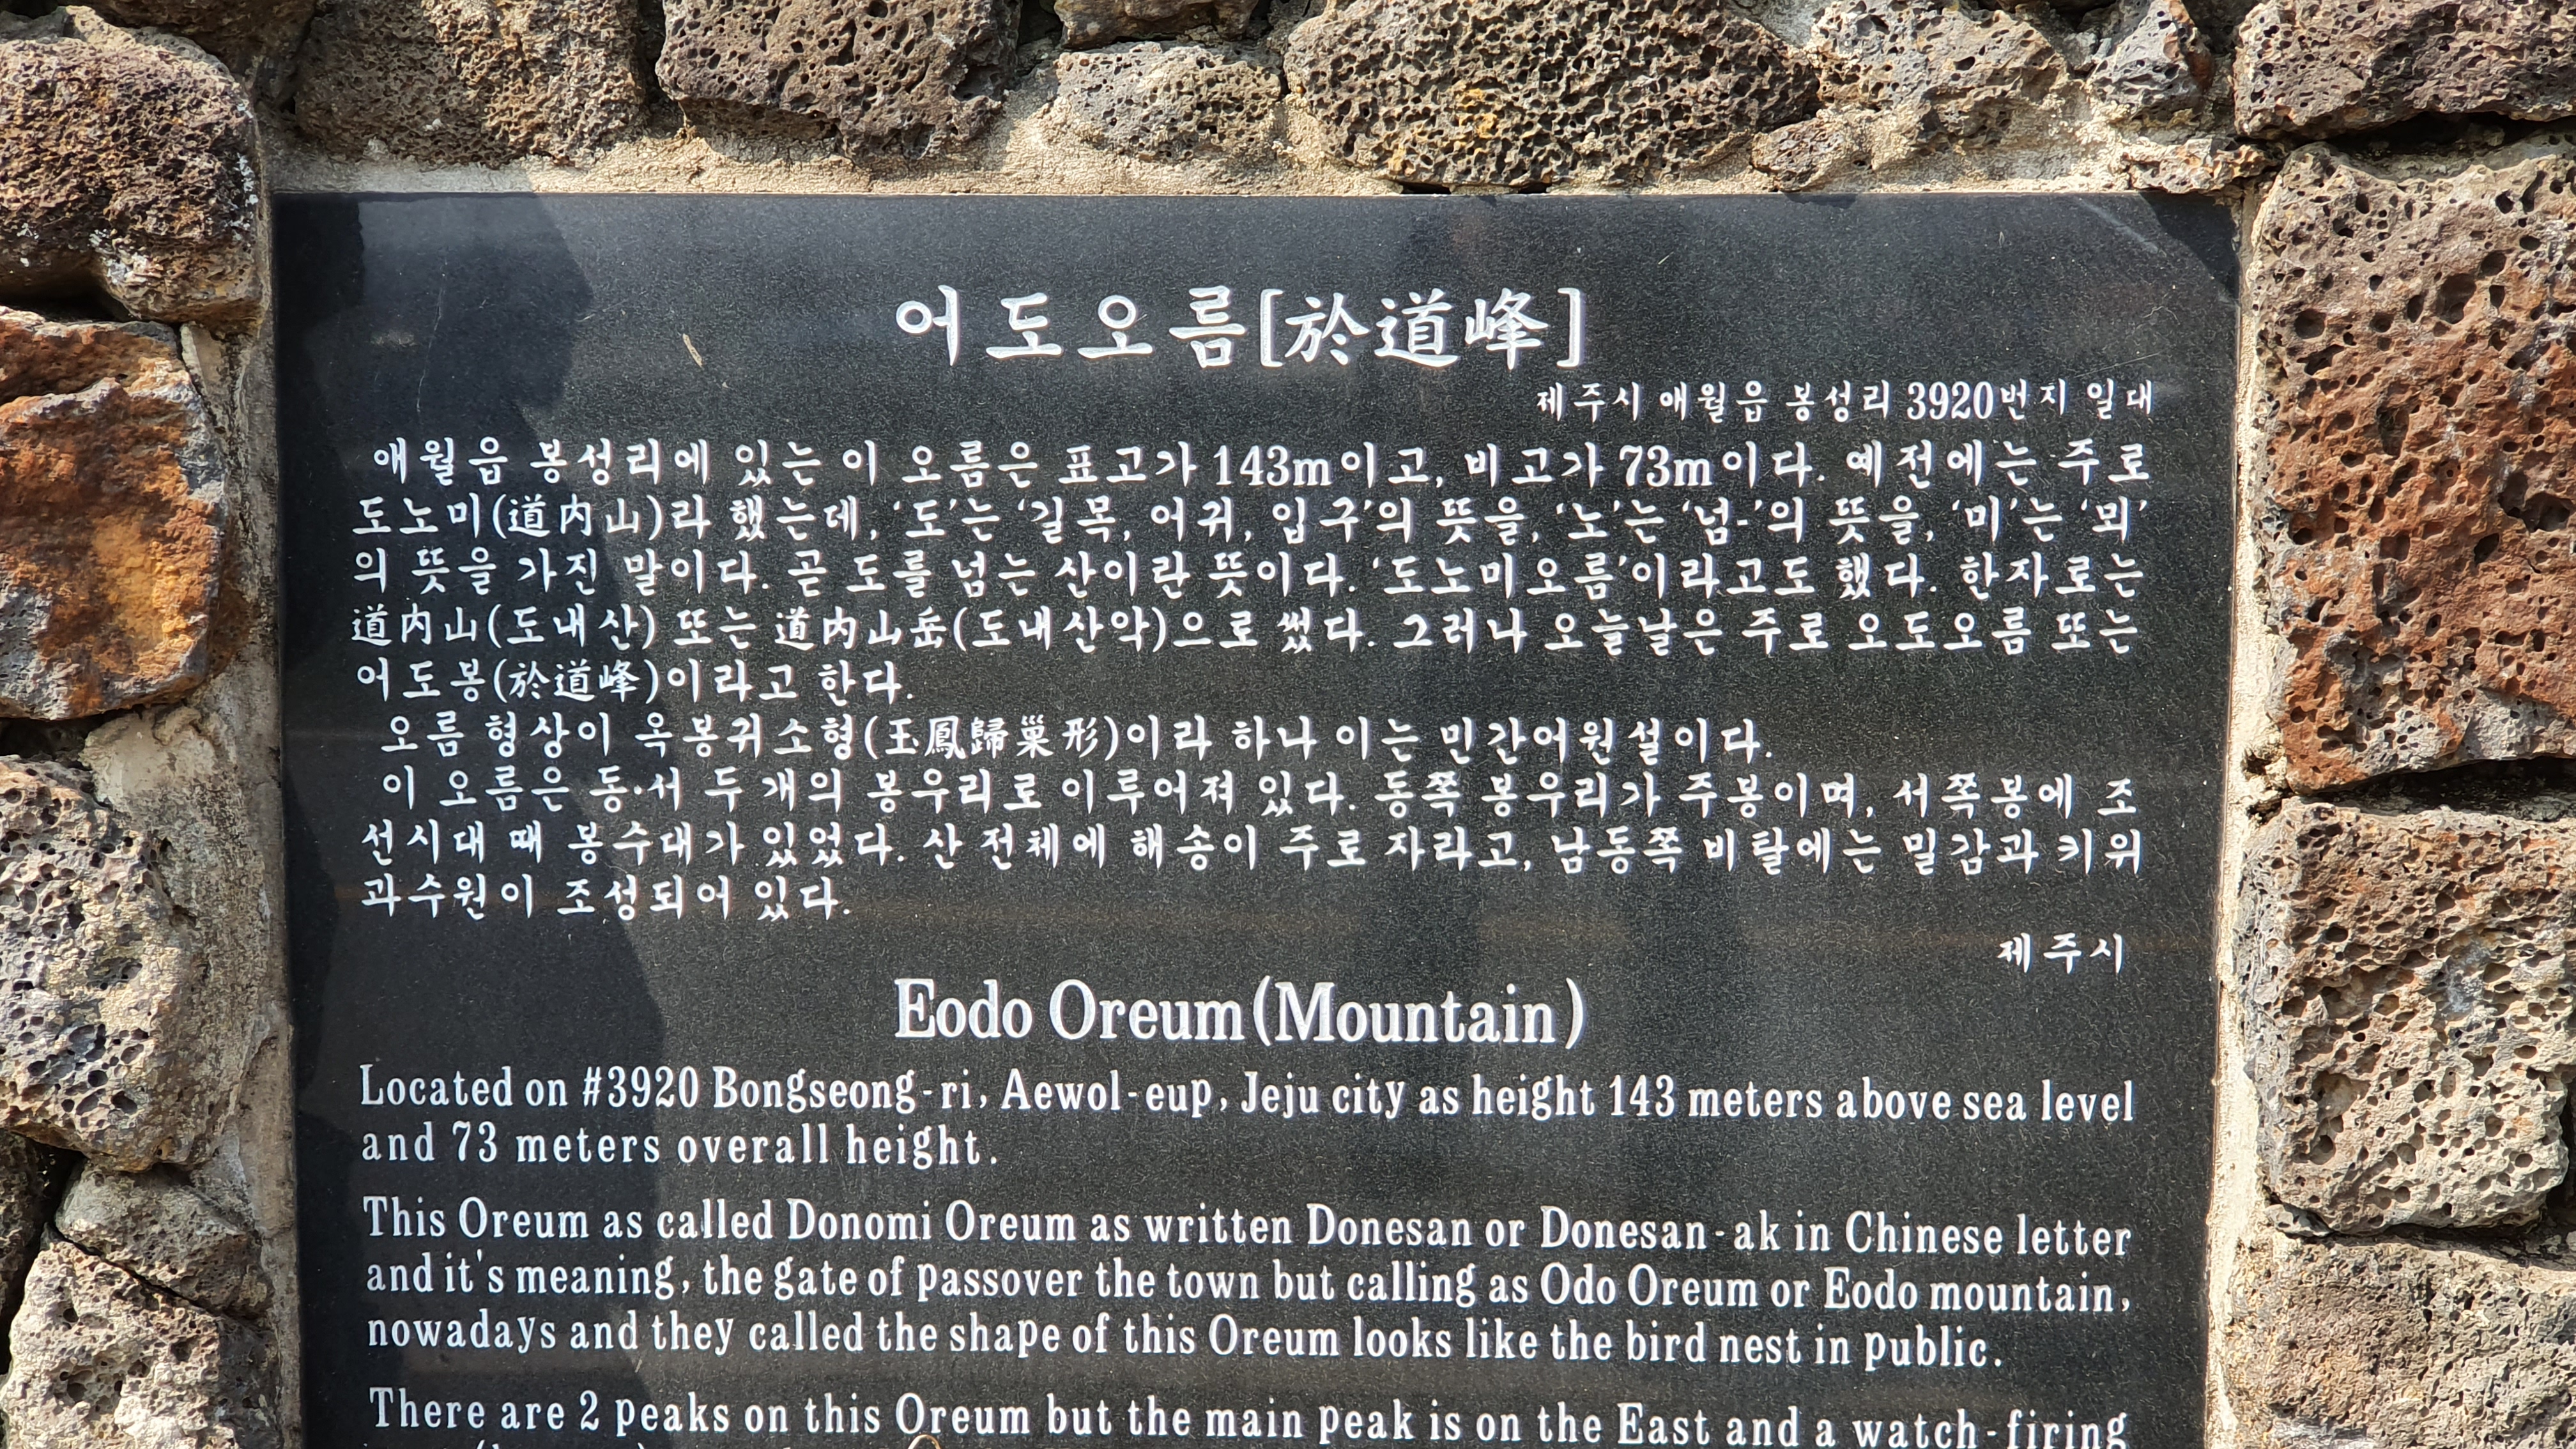 어도오름[於道峰]
제주시 애월읍 봉성리 3920번지 일대
애월읍 봉성리에 있는 이 오름은 표고가 143m이고, 비고가 73m이다. 예전에는 주로
도노미(道內山)라 했는데, ‘도’는 ‘길목, 어귀, 입구’의 뜻을, ‘노’는 ‘넘-’의 뜻을, ‘미’는 ‘뫼’
의 뜻을 가진 말이다. 곧 도를 넘는 산이란 뜻이다. ‘도노미오름’이라고도 했다. 한자로는
道內山(도내산) 또는 道內山岳(도내산악)으로 썼다. 그러나 오늘날은 주로 오도오름 또는
어도봉(於道峰)이라고 한다.
오름 형상이 옥봉귀소형(玉鳳歸巢形)이라 하나 이는 민간어원설이다.
이 오름은 동·서 두 개의 봉우리로 이루어져 있다. 동쪽 봉우리가 주봉이며, 서쪽봉에 조
선시대 때 봉수대가 있었다. 산 전체에 해송이 주로 자라고, 남동쪽 비탈에는 밀감과 키위
과수원이 조성되어 있다.
제주시
Eodo Oreum(Mountain)
Located on #3920 Bongseong-ri, Aewol-eup, Jeju city as height 143 meters above sea level
and 73 meters overall height.
This Oreum as called Donomi Oreum as written Donesan or Donesan-ak in Chinese letter
and it's meaning, the gate of passover the town but calling as Odo Oreum or Eodo mountain,
nowadays and they called the shape of this Oreum looks like the bird nest in public.
There are 2 peaks on this Oreum but the main peak is on the East and a watch-firing